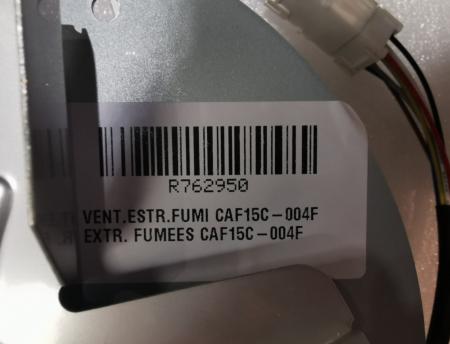 R762950
VENT.ESTR.FUMI CAF15C-004F
EXTR. FUMEES CAF15C-004F